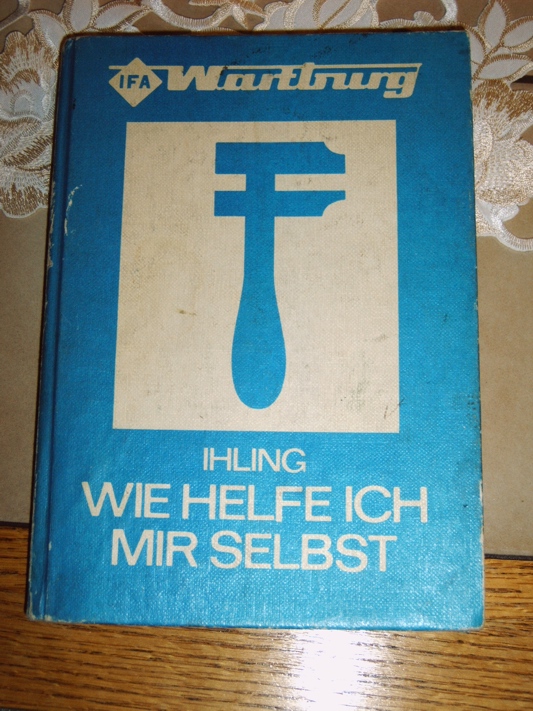 IFA Wartburg
IHLING
WIE HELFE ICH
MIR SELBST